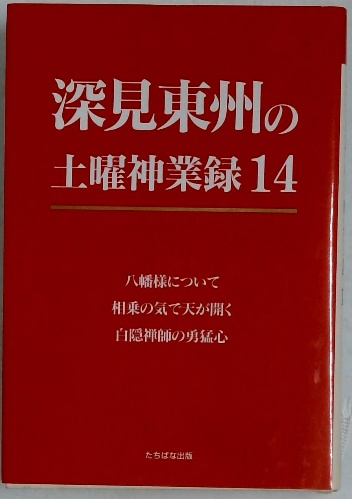 深見東州の
土曜神業録14
八幡様について
相乗の気で天が開く
白隠禅師の勇猛心
たちばな出版